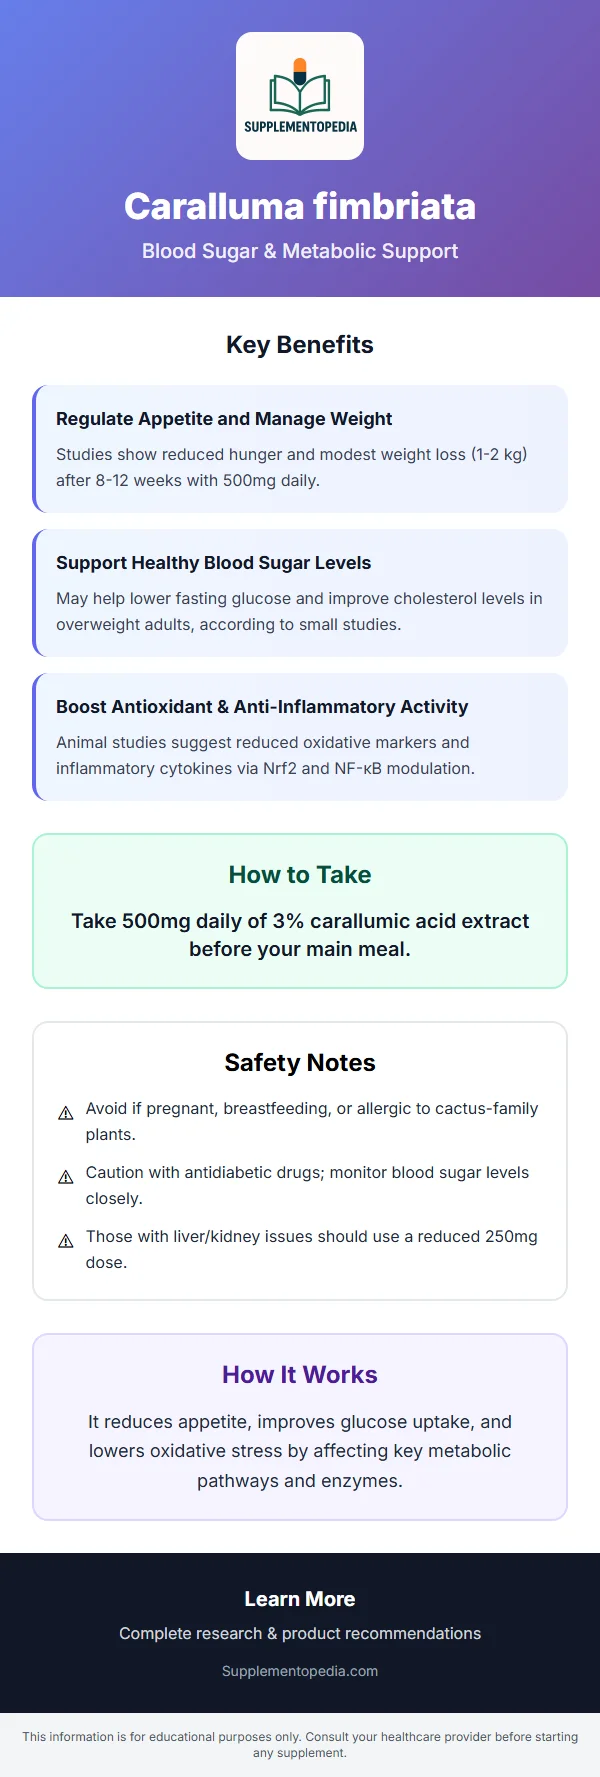 SUPPLEMENTOPEDIA
Caralluma fimbriata
Blood Sugar & Metabolic Support
Key Benefits
Regulate Appetite and Manage Weight
Studies show reduced hunger and modest weight loss (1-2 kg)
after 8-12 weeks with 500mg daily.
Support Healthy Blood Sugar Levels
May help lower fasting glucose and improve cholesterol levels in
overweight adults, according to small studies.
Boost Antioxidant & Anti-Inflammatory Activity
Animal studies suggest reduced oxidative markers and
inflammatory cytokines via Nrf2 and NF-κB modulation.
How to Take
Take 500mg daily of 3% carallumic acid extract
before your main meal.
Safety Notes
⚠ Avoid if pregnant, breastfeeding, or allergic to cactus-family
plants.
⚠ Caution with antidiabetic drugs; monitor blood sugar levels
closely.
⚠ Those with liver/kidney issues should use a reduced 250mg
dose.
How It Works
It reduces appetite, improves glucose uptake, and
lowers oxidative stress by affecting key metabolic
pathways and enzymes.
Learn More
Complete research & product recommendations
Supplementopedia.com
This information is for educational purposes only. Consult your healthcare provider before starting
any supplement.